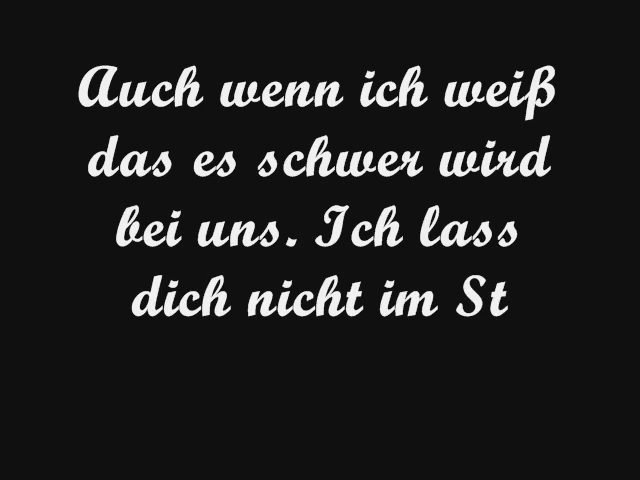 Auch wenn ich weiß
das es schwer wird
bei uns. Ich lass
dich nicht im St